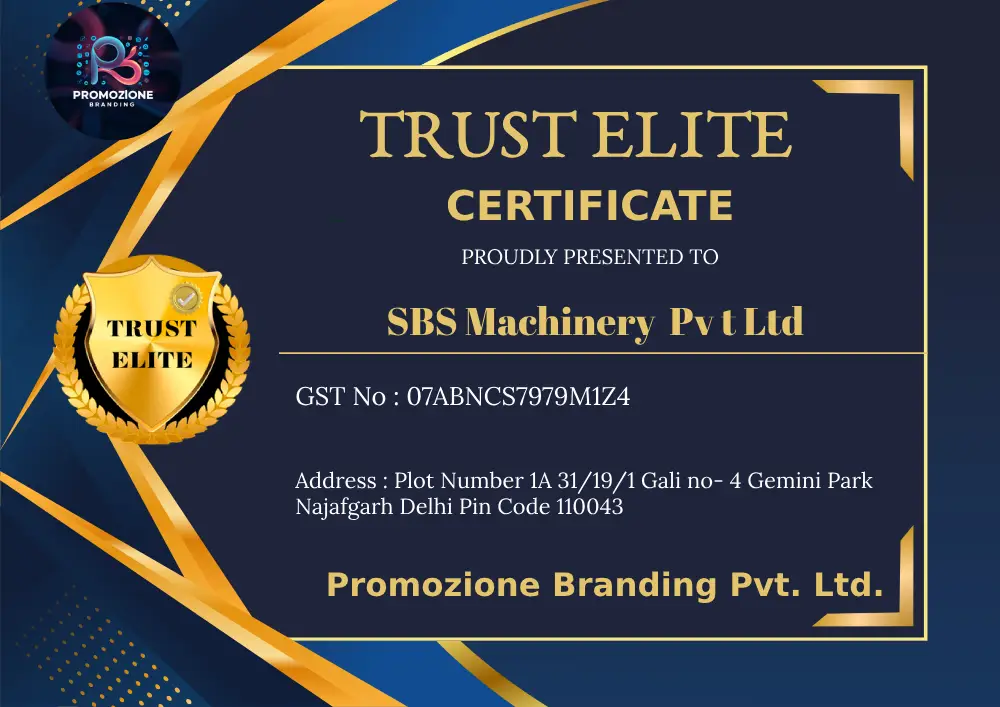 PROMOZIONE
BRANDING
TRUST ELITE
CERTIFICATE
PROUDLY PRESENTED TO
SBS Machinery Pv t Ltd
TRUST
ELITE
GST No : 07ABNCS7979M1Z4
Address : Plot Number 1A 31/19/1 Gali no- 4 Gemini Park
Najafgarh Delhi Pin Code 110043
Promozione Branding Pvt. Ltd.